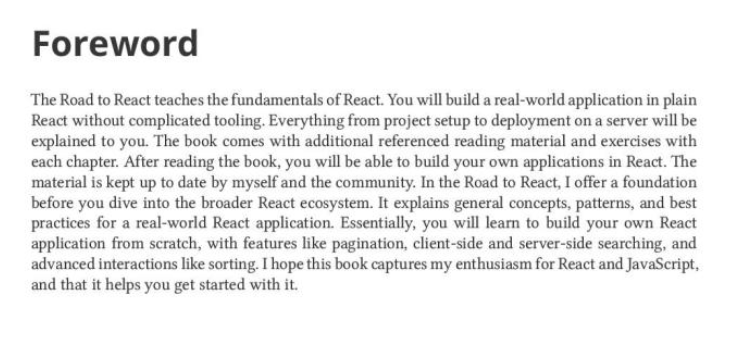 Foreword
The Road to React teaches the fundamentals of React. You will build a real-world application in plain
React without complicated tooling. Everything from project setup to deployment on a server will be
explained to you. The book comes with additional referenced reading material and exercises with
each chapter. After reading the book, you will be able to build your own applications in React. The
material is kept up to date by myself and the community. In the Road to React, I offer a foundation
before you dive into the broader React ecosystem. It explains general concepts, patterns, and best
practices for a real-world React application. Essentially, you will learn to build your own React
application from scratch, with features like pagination, client-side and server-side searching, and
advanced interactions like sorting. I hope this book captures my enthusiasm for React and JavaScript,
and that it helps you get started with it.